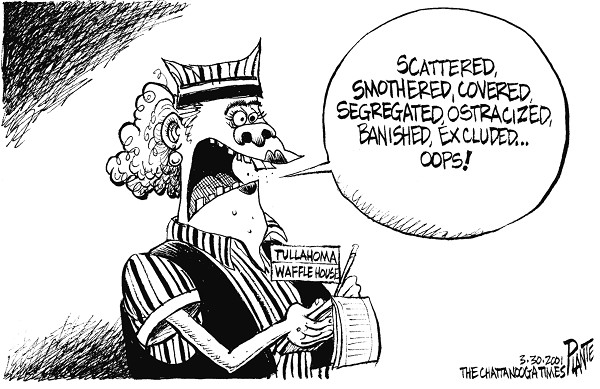 SCATTERED,
SMOTHERED, COVERED,
SEGREGATED, OSTRACIZED,
BANISHED, EXCLUDED...
OOPS!
TULLAHOMA
WAFFLE HOUSE
3.30.2001
THE CHATTANOOGA TIMES
PLANTE